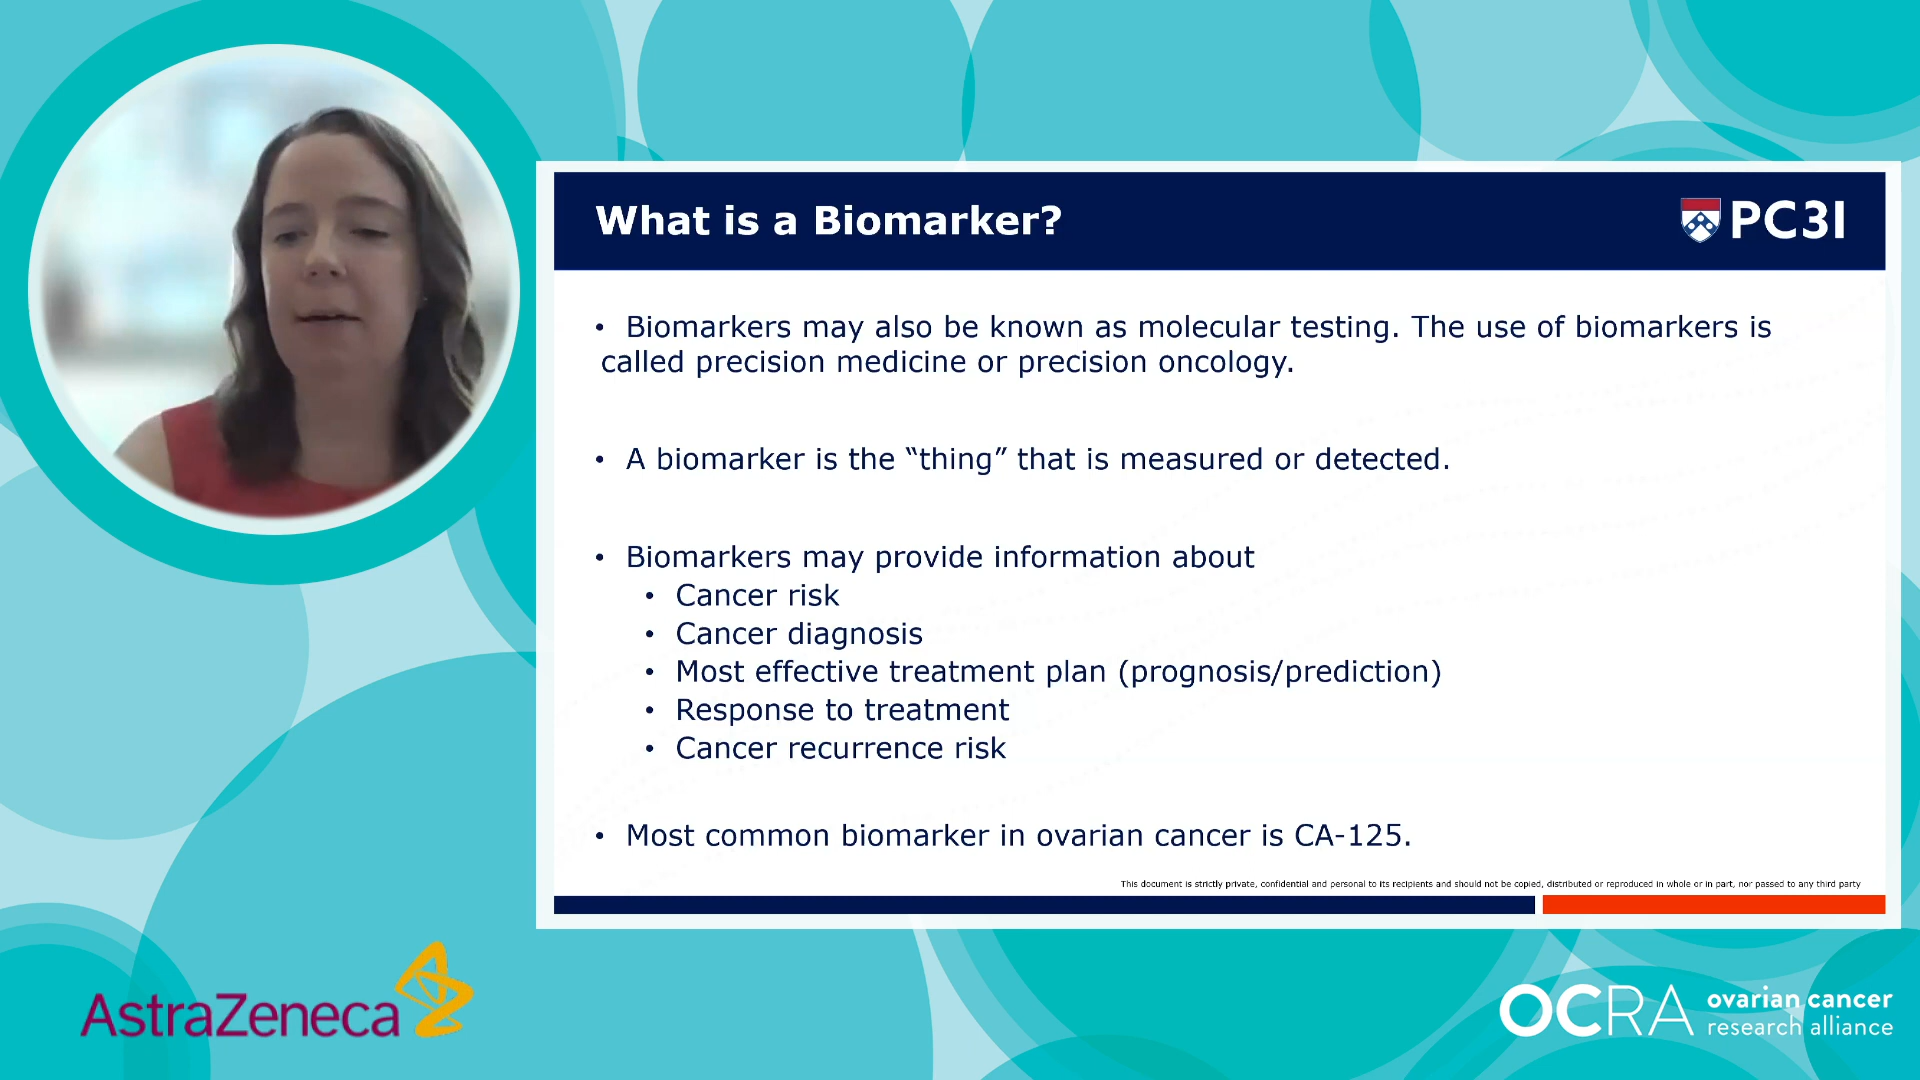 What is a Biomarker?
PC3I
• Biomarkers may also be known as molecular testing. The use of biomarkers is
called precision medicine or precision oncology.
• A biomarker is the “thing” that is measured or detected.
• Biomarkers may provide information about
• Cancer risk
• Cancer diagnosis
• Most effective treatment plan (prognosis/prediction)
• Response to treatment
• Cancer recurrence risk
• Most common biomarker in ovarian cancer is CA-125.
This document is strictly private, confidential and personal to its recipients and should not be copied, distributed or reproduced in whole or in part, nor passed to any third party
AstraZeneca
OCRA ovarian cancer
research alliance